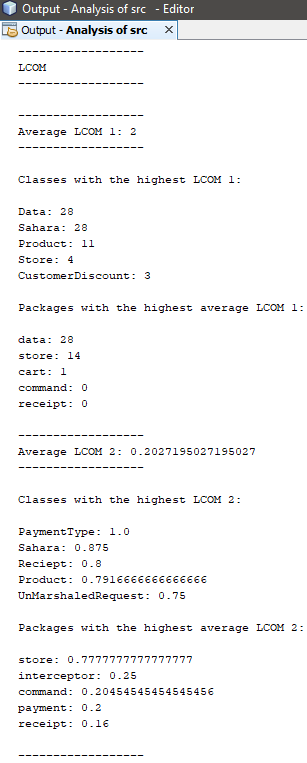 Output - Analysis of src - Editor
Output - Analysis of src ×
------------------
LCOM
------------------
------------------
Average LCOM 1: 2
------------------
Classes with the highest LCOM 1:
Data: 28
Sahara: 28
Product: 11
Store: 4
CustomerDiscount: 3
Packages with the highest average LCOM 1:
data: 28
store: 14
cart: 1
command: 0
receipt: 0
------------------
Average LCOM 2: 0.2027195027195027
------------------
Classes with the highest LCOM 2:
PaymentType: 1.0
Sahara: 0.875
Reciept: 0.8
Product: 0.7916666666666666
UnMarshaledRequest: 0.75
Packages with the highest average LCOM 2:
store: 0.7777777777777777
interceptor: 0.25
command: 0.20454545454545456
payment: 0.2
receipt: 0.16
------------------